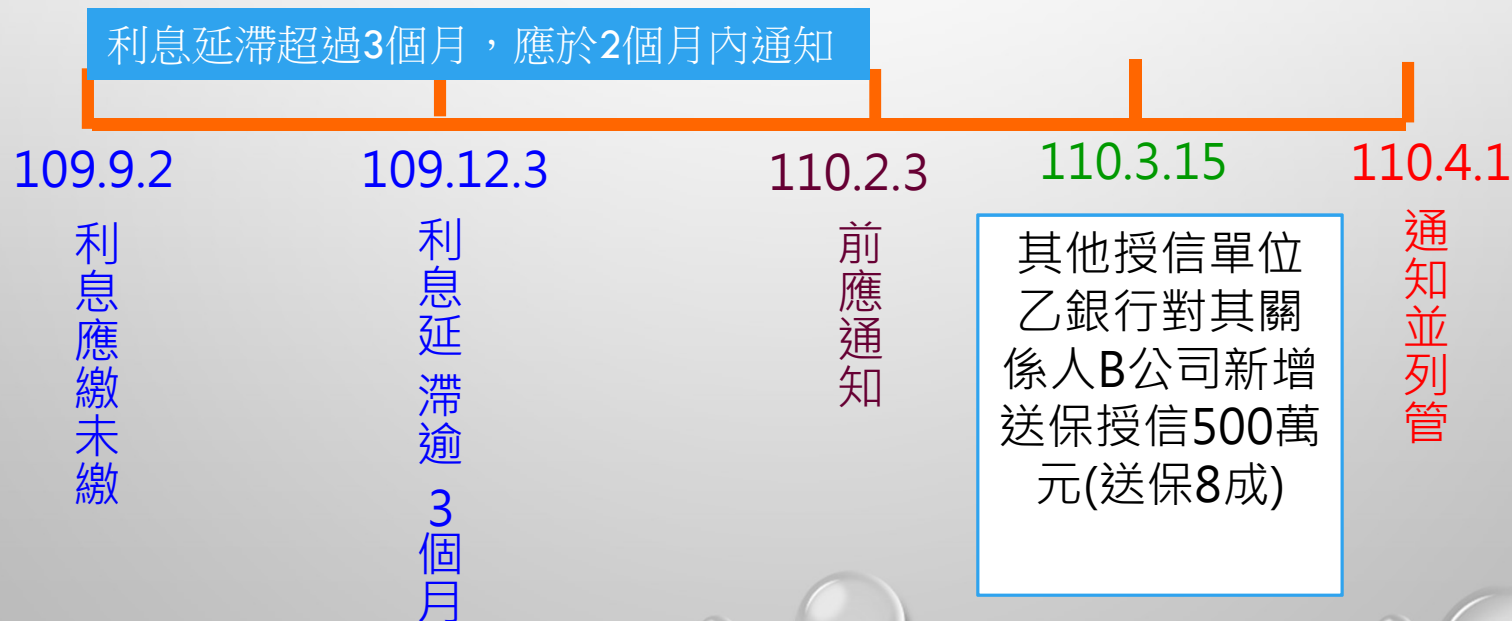 利息延滯超過3個月，應於2個月內通知
109.9.2
利息應繳未繳
109.12.3
利息延滯逾3個月
110.2.3
前應通知
110.3.15
其他授信單位
乙銀行對其關
係人B公司新增
送保授信500萬
元(送保8成)
110.4.1
通知並列管